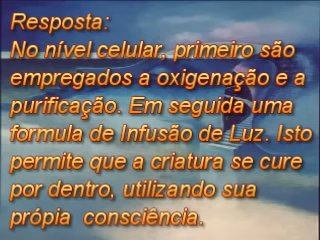 Resposta:
No nível celular, primeiro são
empregados a oxigenação e a
purificação. Em seguida uma
formula de Infusão de Luz. Isto
permite que a criatura se cure
por dentro, utilizando sua
própia consciência.